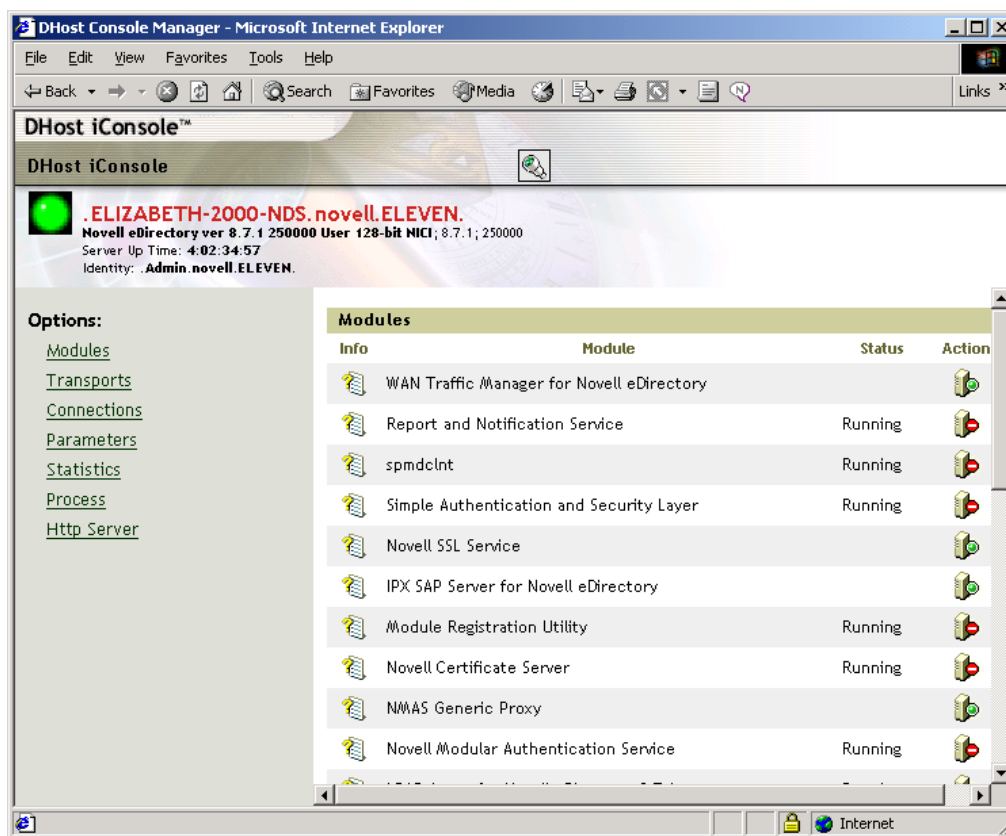 DHost Console Manager - Microsoft Internet Explorer
File Edit View Favorites Tools Help
Back Search Favorites Media Links »
DHost iConsole™
DHost iConsole
.ELIZABETH-2000-NDS.novell.ELEVEN.
Novell eDirectory ver 8.7.1 250000 User 128-bit NICI; 8.7.1; 250000
Server Up Time: 4:02:34:57
Identity: .Admin.novell.ELEVEN.
Options:
Modules
Transports
Connections
Parameters
Statistics
Process
Http Server
Modules
Info Module Status Action
WAN Traffic Manager for Novell eDirectory
Report and Notification Service Running
spmdclnt Running
Simple Authentication and Security Layer Running
Novell SSL Service
IPX SAP Server for Novell eDirectory
Module Registration Utility Running
Novell Certificate Server Running
NMAS Generic Proxy
Novell Modular Authentication Service Running
Internet